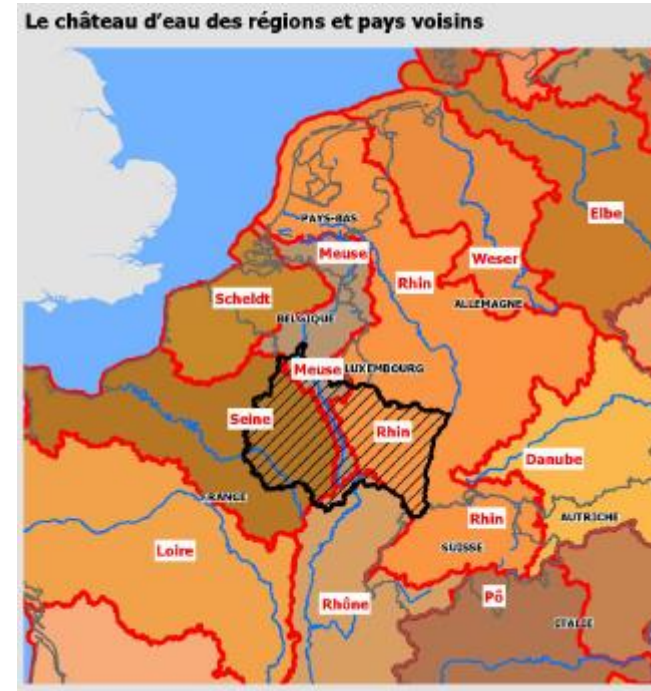 Le château d'eau des régions et pays voisins
Elbe
PAYS-BAS
Meuse
Weser
Rhin
Scheldt
ALLEMAGNE
BELGIQUE
Meuse
LUXEMBOURG
Seine
Rhin
Danube
FRANCE
Rhin
AUTRICHE
Loire
SUISSE
Rhône
Pô
ITALIE